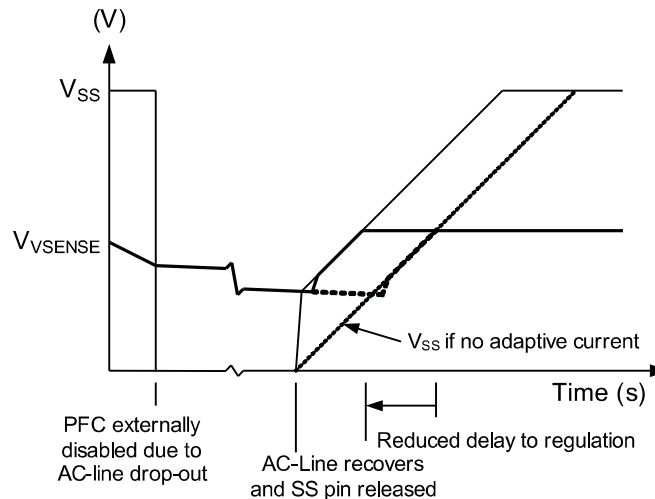 (V)
VSS
VVSENSE
VSS if no adaptive current
Time (s)
PFC externally
disabled due to
AC-line drop-out
AC-Line recovers
and SS pin released
Reduced delay to regulation